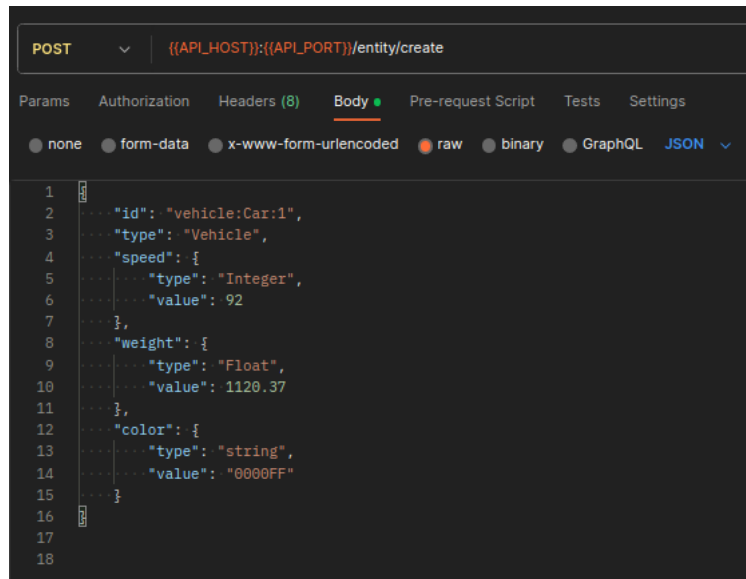 POST {{API_HOST}}:{{API_PORT}}/entity/create
Params Authorization Headers (8) Body Pre-request Script Tests Settings
none form-data x-www-form-urlencoded raw binary GraphQL JSON
1 {
2 "id": "vehicle:Car:1",
3 "type": "Vehicle",
4 "speed": {
5 "type": "Integer",
6 "value": 92
7 },
8 "weight": {
9 "type": "Float",
10 "value": 1120.37
11 },
12 "color": {
13 "type": "string",
14 "value": "0000FF"
15 }
16 }
17
18